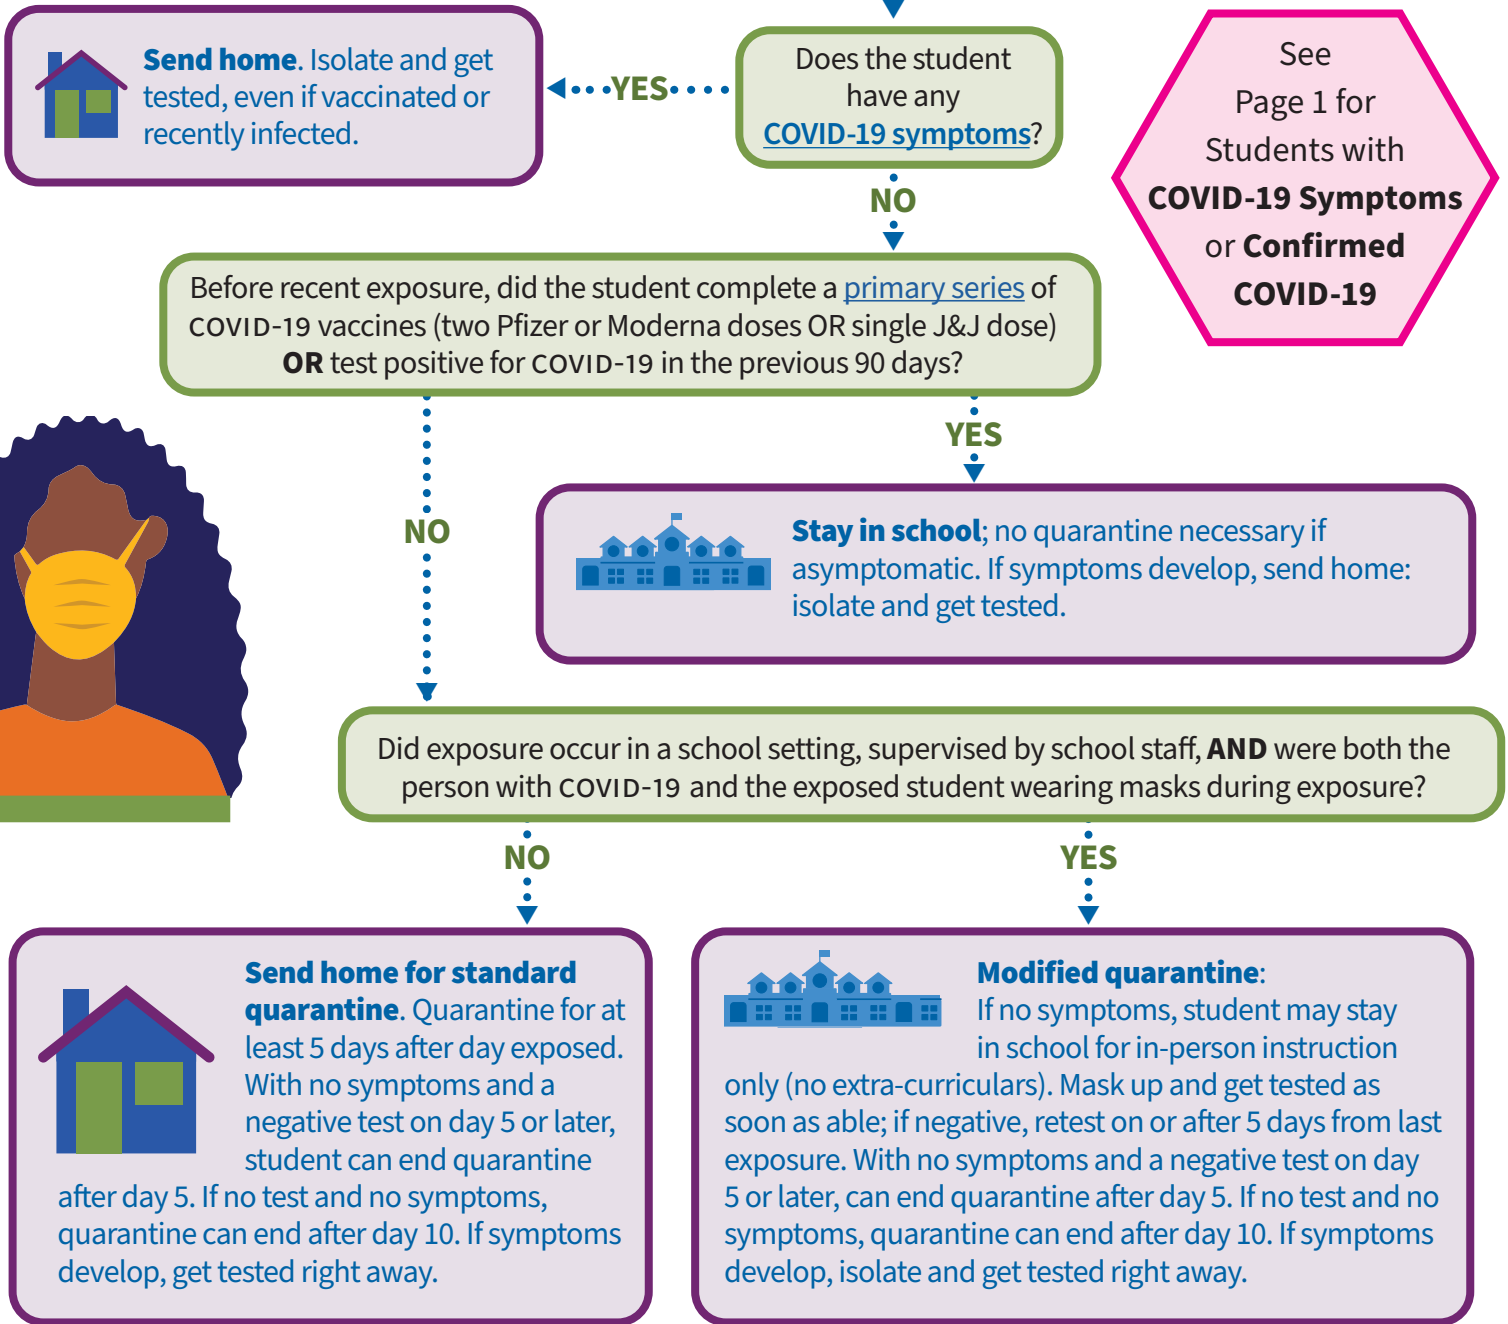 Send home. Isolate and get
tested, even if vaccinated or
recently infected.
YES
Does the student
have any
COVID-19 symptoms?
See
Page 1 for
Students with
COVID-19 Symptoms
or Confirmed
COVID-19
NO
Before recent exposure, did the student complete a primary series of
COVID-19 vaccines (two Pfizer or Moderna doses OR single J&J dose)
OR test positive for COVID-19 in the previous 90 days?
YES
NO
Stay in school; no quarantine necessary if
asymptomatic. If symptoms develop, send home:
isolate and get tested.
Did exposure occur in a school setting, supervised by school staff, AND were both the
person with COVID-19 and the exposed student wearing masks during exposure?
NO
YES
Send home for standard
quarantine. Quarantine for at
least 5 days after day exposed.
With no symptoms and a
negative test on day 5 or later,
student can end quarantine
after day 5. If no test and no symptoms,
quarantine can end after day 10. If symptoms
develop, get tested right away.
Modified quarantine:
If no symptoms, student may stay
in school for in-person instruction
only (no extra-curriculars). Mask up and get tested as
soon as able; if negative, retest on or after 5 days from last
exposure. With no symptoms and a negative test on day
5 or later, can end quarantine after day 5. If no test and no
symptoms, quarantine can end after day 10. If symptoms
develop, isolate and get tested right away.